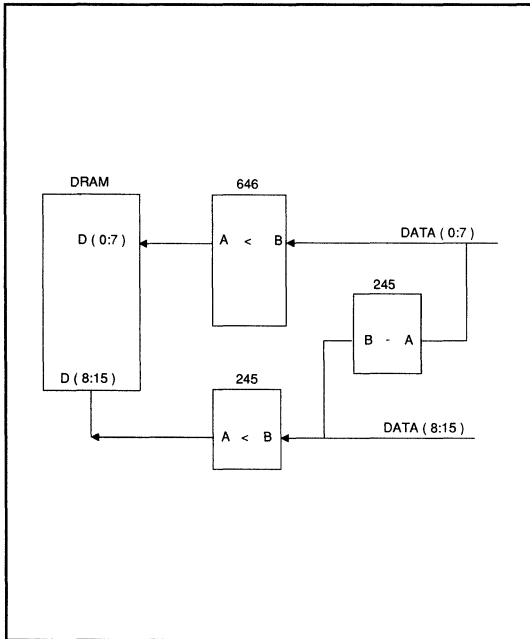 DRAM
646
D ( 0:7 )
A < B
DATA ( 0:7 )
245
B - A
D ( 8:15 )
245
A < B
DATA ( 8:15 )